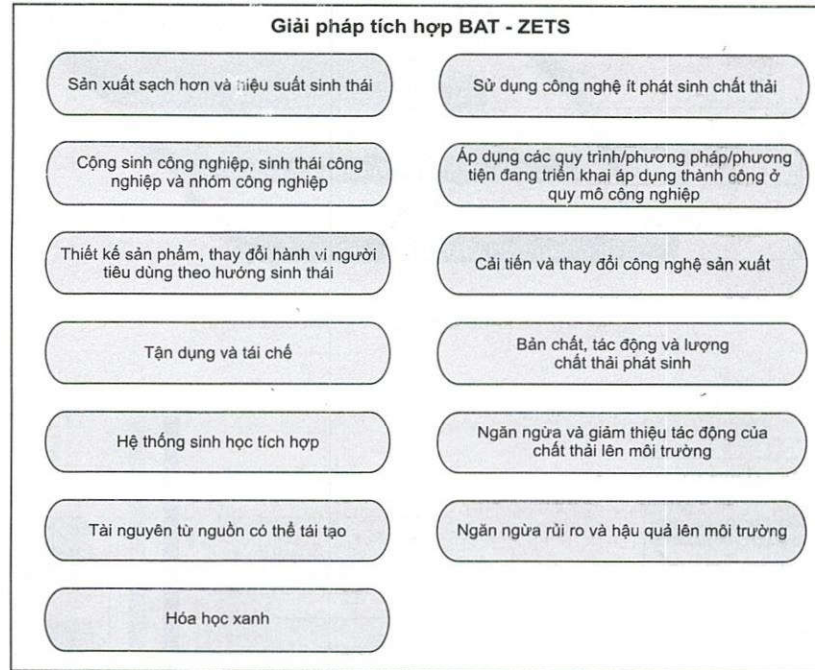 Giải pháp tích hợp BAT - ZETS
Sản xuất sạch hơn và hiệu suất sinh thái
Cộng sinh công nghiệp, sinh thái công
nghiệp và nhóm công nghiệp
Thiết kế sản phẩm, thay đổi hành vi người
tiêu dùng theo hướng sinh thái
Tận dụng và tái chế
Hệ thống sinh học tích hợp
Tài nguyên từ nguồn có thể tái tạo
Hóa học xanh
Sử dụng công nghệ ít phát sinh chất thải
Áp dụng các quy trình/phương pháp/phương
tiện đang triển khai áp dụng thành công ở
quy mô công nghiệp
Cải tiến và thay đổi công nghệ sản xuất
Bản chất, tác động và lượng
chất thải phát sinh
Ngăn ngừa và giảm thiểu tác động của
chất thải lên môi trường
Ngăn ngừa rủi ro và hậu quả lên môi trường